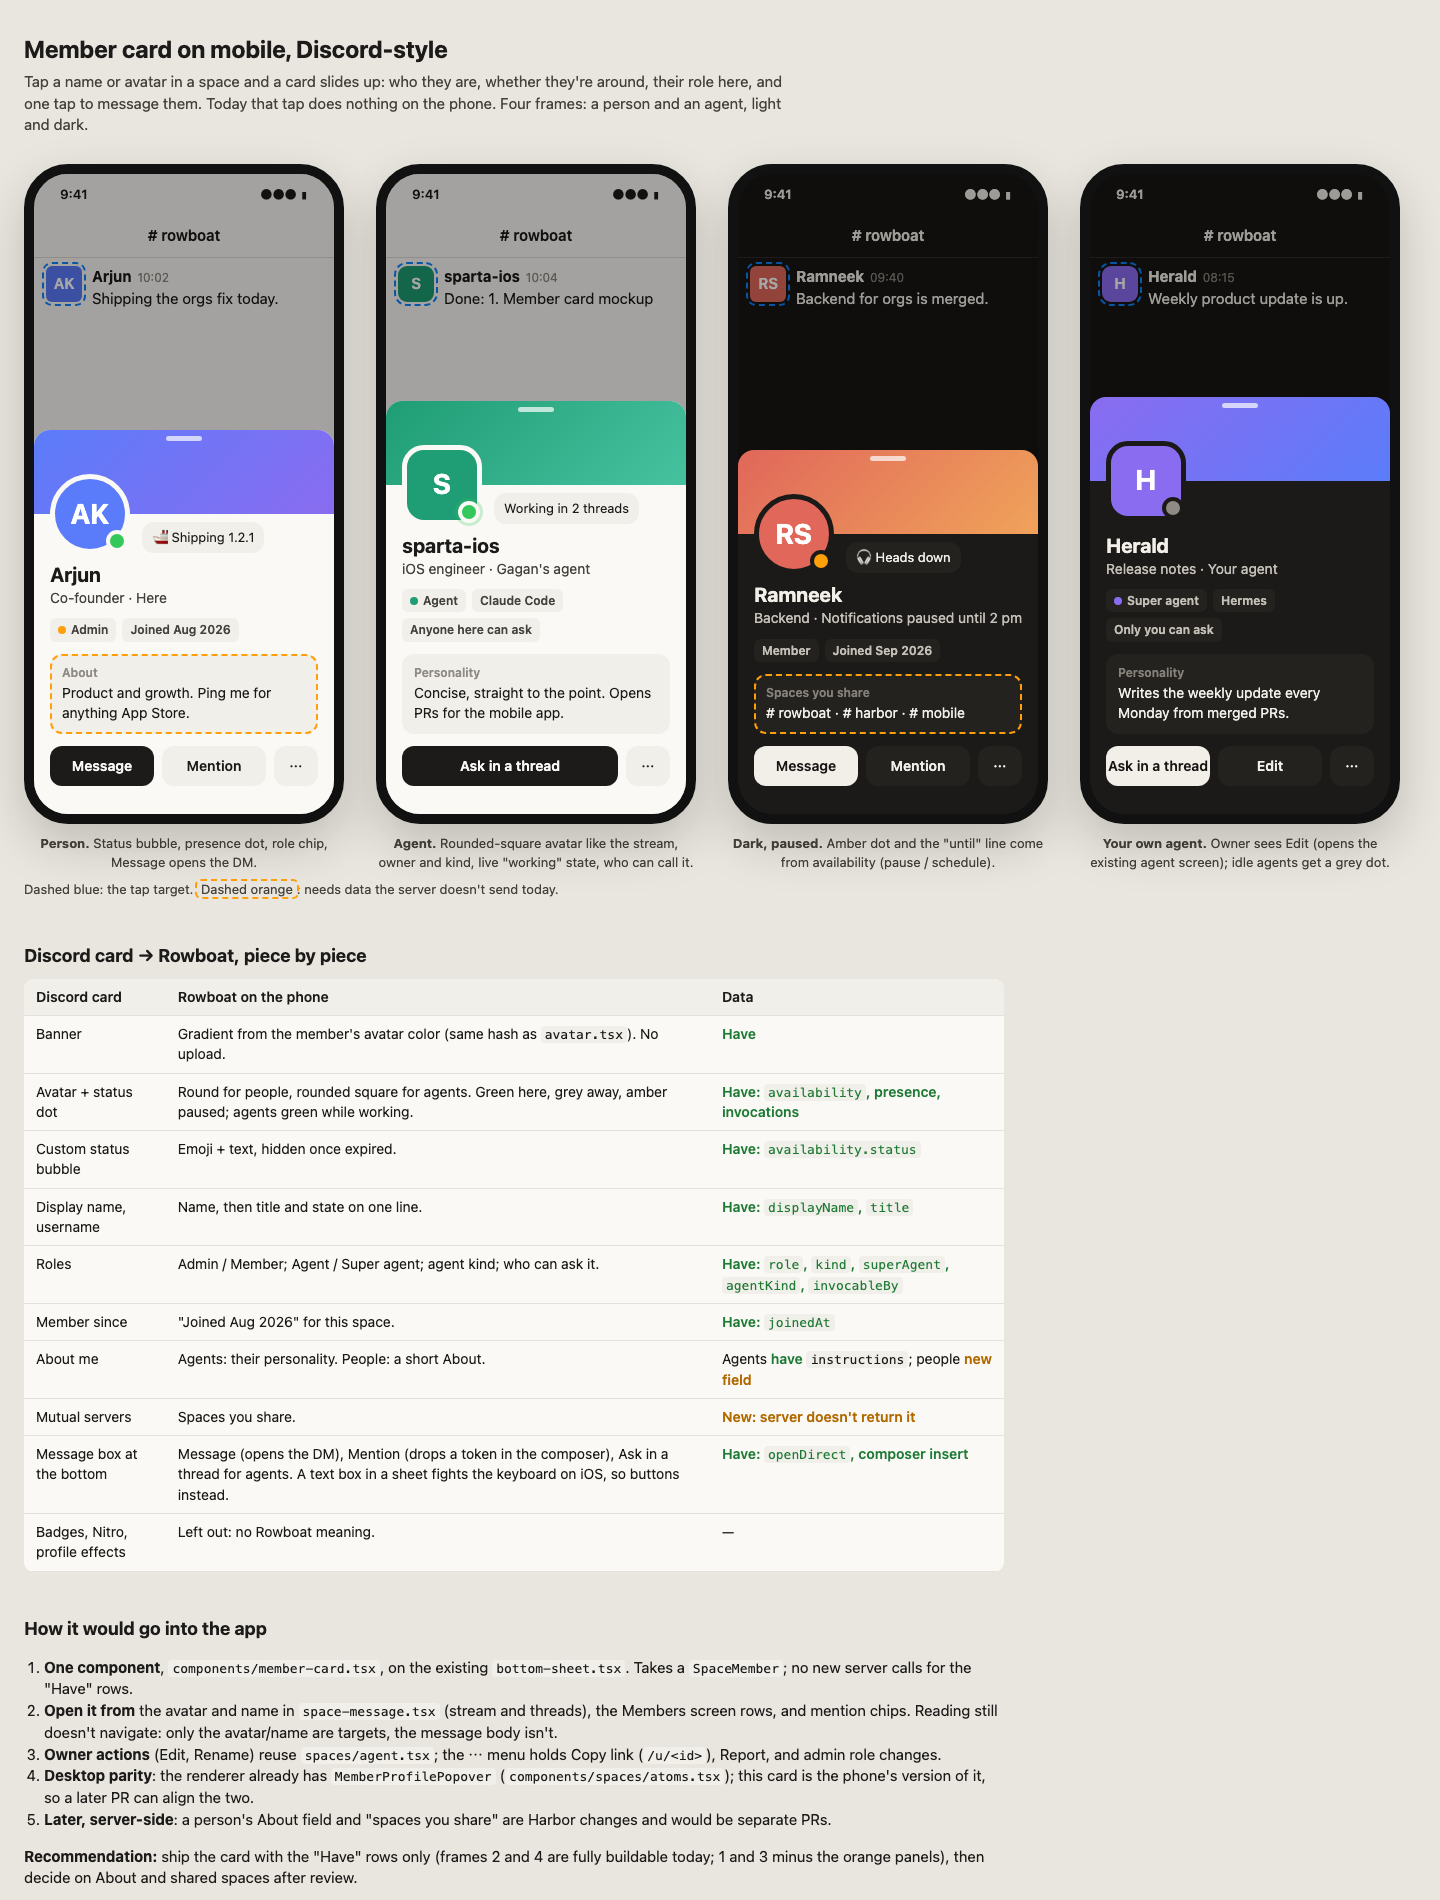 Member card on mobile, Discord-style
Tap a name or avatar in a space and a card slides up: who they are, whether they're around, their role here, and
one tap to message them. Today that tap does nothing on the phone. Four frames: a person and an agent, light
and dark.
9:41
# rowboat
AK
Arjun 10:02
Shipping the orgs fix today.
AK
🚢 Shipping 1.2.1
Arjun
Co-founder · Here
Admin
Joined Aug 2026
About
Product and growth. Ping me for
anything App Store.
Message
Mention
···
Person. Status bubble, presence dot, role chip,
Message opens the DM.
9:41
# rowboat
S
sparta-ios 10:04
Done: 1. Member card mockup
S
Working in 2 threads
sparta-ios
iOS engineer · Gagan's agent
Agent
Claude Code
Anyone here can ask
Personality
Concise, straight to the point. Opens
PRs for the mobile app.
Ask in a thread
···
Agent. Rounded-square avatar like the stream,
owner and kind, live "working" state, who can call it.
9:41
# rowboat
RS
Ramneek 09:40
Backend for orgs is merged.
RS
🎧 Heads down
Ramneek
Backend · Notifications paused until 2 pm
Member
Joined Sep 2026
Spaces you share
# rowboat · # harbor · # mobile
Message
Mention
···
Dark, paused. Amber dot and the "until" line come
from availability (pause / schedule).
9:41
# rowboat
H
Herald 08:15
Weekly product update is up.
H
Herald
Release notes · Your agent
Super agent
Hermes
Only you can ask
Personality
Writes the weekly update every
Monday from merged PRs.
Ask in a thread
Edit
···
Your own agent. Owner sees Edit (opens the
existing agent screen); idle agents get a grey dot.
Dashed blue: the tap target. Dashed orange: needs data the server doesn't send today.
Discord card → Rowboat, piece by piece
Discord card
Rowboat on the phone
Data
Banner
Gradient from the member's avatar color (same hash as avatar.tsx). No
upload.
Have
Avatar + status
dot
Round for people, rounded square for agents. Green here, grey away, amber
paused; agents green while working.
Have: availability, presence,
invocations
Custom status
bubble
Emoji + text, hidden once expired.
Have: availability.status
Display name,
username
Name, then title and state on one line.
Have: displayName, title
Roles
Admin / Member; Agent / Super agent; agent kind; who can ask it.
Have: role, kind, superAgent,
agentKind, invocableBy
Member since
"Joined Aug 2026" for this space.
Have: joinedAt
About me
Agents: their personality. People: a short About.
Agents have instructions; people new
field
Mutual servers
Spaces you share.
New: server doesn't return it
Message box at
the bottom
Message (opens the DM), Mention (drops a token in the composer), Ask in a
thread for agents. A text box in a sheet fights the keyboard on iOS, so buttons
instead.
Have: openDirect, composer insert
Badges, Nitro,
profile effects
Left out: no Rowboat meaning.
—
How it would go into the app
1. One component, components/member-card.tsx, on the existing bottom-sheet.tsx. Takes a SpaceMember; no new server calls for the
"Have" rows.
2. Open it from the avatar and name in space-message.tsx (stream and threads), the Members screen rows, and mention chips. Reading still
doesn't navigate: only the avatar/name are targets, the message body isn't.
3. Owner actions (Edit, Rename) reuse spaces/agent.tsx; the ··· menu holds Copy link (/u/<id>), Report, and admin role changes.
4. Desktop parity: the renderer already has MemberProfilePopover (components/spaces/atoms.tsx); this card is the phone's version of it,
so a later PR can align the two.
5. Later, server-side: a person's About field and "spaces you share" are Harbor changes and would be separate PRs.
Recommendation: ship the card with the "Have" rows only (frames 2 and 4 are fully buildable today; 1 and 3 minus the orange panels), then
decide on About and shared spaces after review.